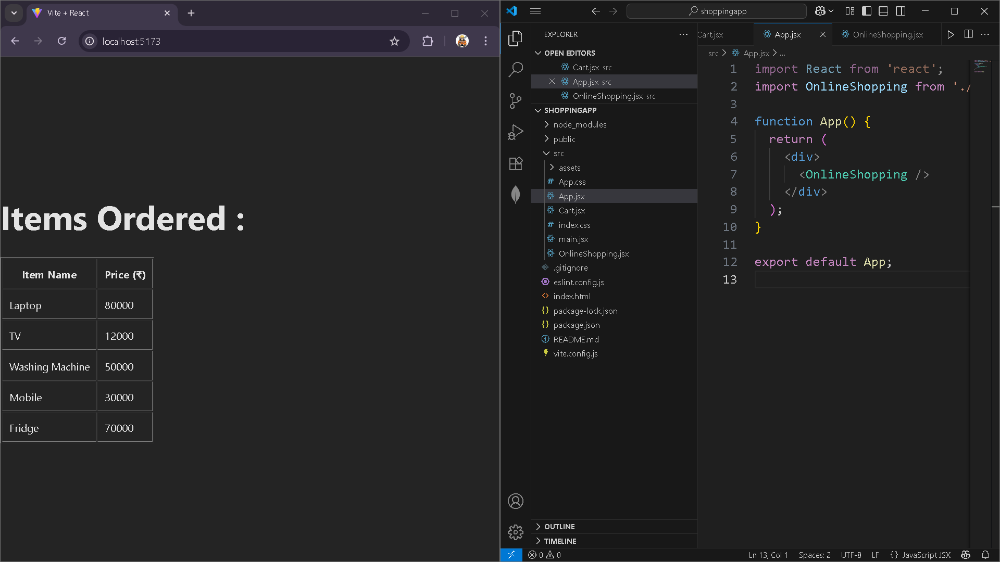 Vite + React
localhost:5173
Items Ordered :
Item Name Price (₹)
Laptop 80000
TV 12000
Washing Machine 50000
Mobile 30000
Fridge 70000
shoppingapp
EXPLORER
OPEN EDITORS
Cart.jsx src
App.jsx src
OnlineShopping.jsx src
SHOPPINGAPP
node_modules
public
src
assets
App.css
App.jsx
Cart.jsx
index.css
main.jsx
OnlineShopping.jsx
.gitignore
eslint.config.js
index.html
package-lock.json
package.json
README.md
vite.config.js
OUTLINE
TIMELINE
Cart.jsx App.jsx OnlineShopping.jsx
src > App.jsx > ...
1 import React from 'react';
2 import OnlineShopping from './
3
4 function App() {
5 return (
6 <div>
7 <OnlineShopping />
8 </div>
9 );
10 }
11
12 export default App;
13
0 0 Ln 13, Col 1 Spaces: 2 UTF-8 LF {} JavaScript JSX